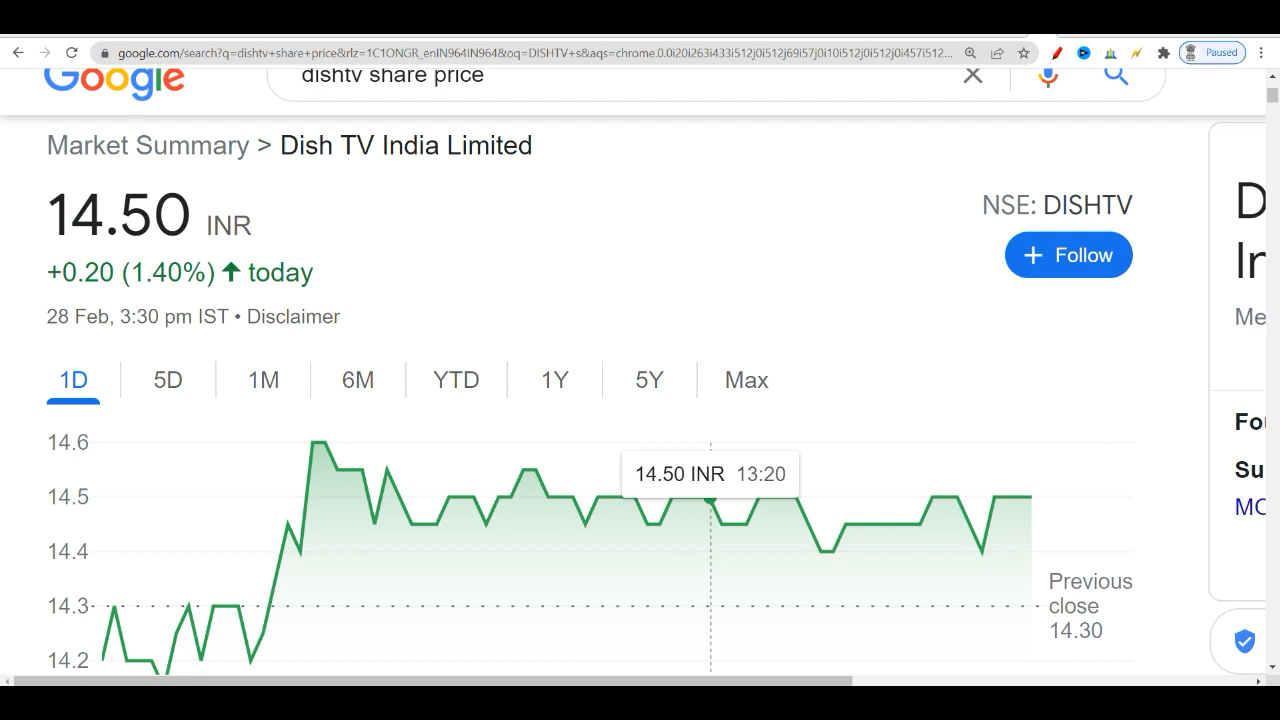 google.com/search?q=dishtv+share+price&rlz=1C1ONGR_enIN964IN964&oq=DISHTV+s&aqs=chrome.0.0i20i263i433i512j0i512j69i57j0i10i512j0i512j0i457i512...
Paused
Google
dishtv share price
Market Summary > Dish TV India Limited
14.50 INR
NSE: DISHTV
+ Follow
+0.20 (1.40%) ↑ today
28 Feb, 3:30 pm IST • Disclaimer
1D 5D 1M 6M YTD 1Y 5Y Max
14.6
14.50 INR 13:20
14.5
14.4
14.3
Previous
close
14.30
14.2
D
In
Me
Fo
Su
MC